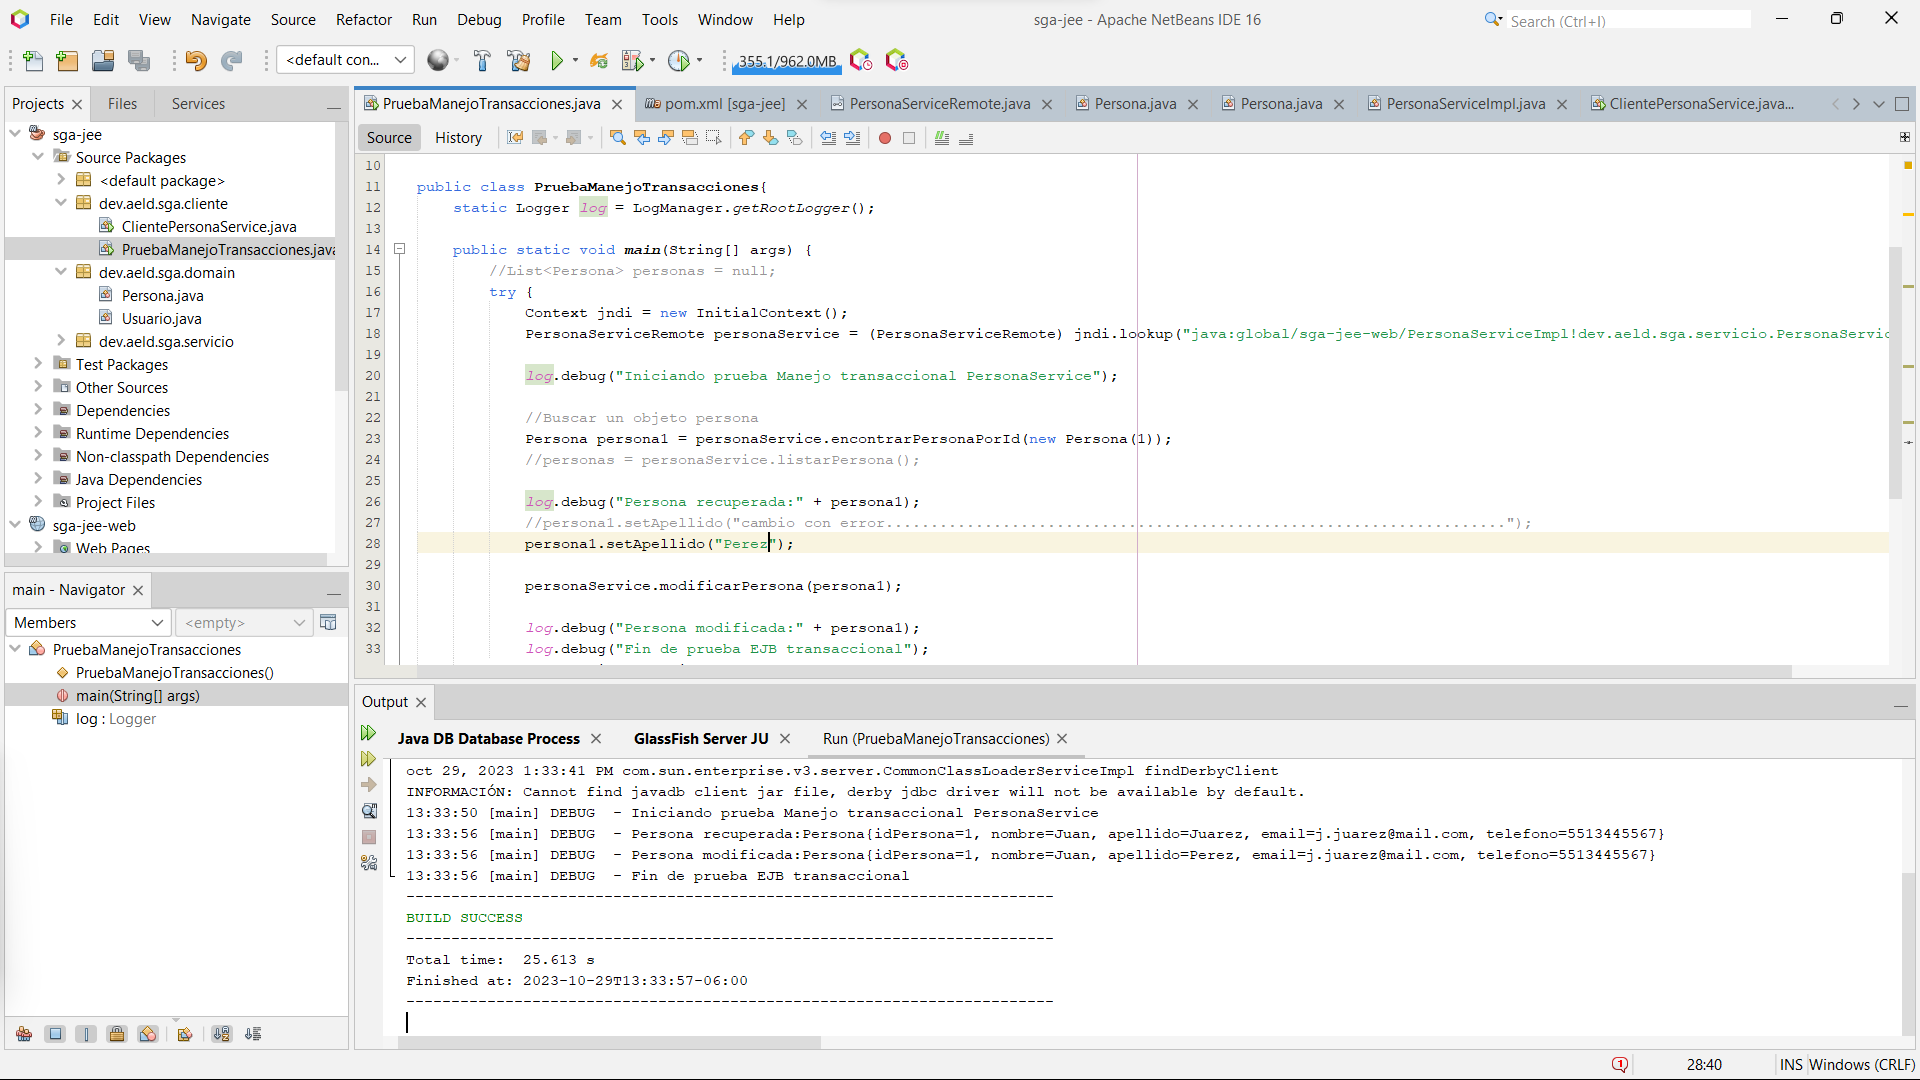 File Edit View Navigate Source Refactor Run Debug Profile Team Tools Window Help
sga-jee - Apache NetBeans IDE 16
Search (Ctrl+I)
<default con...
355.1/962.0MB
Projects Files Services
sga-jee
Source Packages
<default package>
dev.aeld.sga.cliente
ClientePersonaService.java
PruebaManejoTransacciones.java
dev.aeld.sga.domain
Persona.java
Usuario.java
dev.aeld.sga.servicio
Test Packages
Other Sources
Dependencies
Runtime Dependencies
Non-classpath Dependencies
Java Dependencies
Project Files
sga-jee-web
Web Pages
main - Navigator
Members <empty>
PruebaManejoTransacciones
PruebaManejoTransacciones()
main(String[] args)
log : Logger
PruebaManejoTransacciones.java pom.xml [sga-jee] PersonaServiceRemote.java Persona.java Persona.java PersonaServiceImpl.java ClientePersonaService.java...
Source History
10
11 public class PruebaManejoTransacciones{
12 static Logger log = LogManager.getRootLogger();
13
14 public static void main(String[] args) {
15 //List<Persona> personas = null;
16 try {
17 Context jndi = new InitialContext();
18 PersonaServiceRemote personaService = (PersonaServiceRemote) jndi.lookup("java:global/sga-jee-web/PersonaServiceImpl!dev.aeld.sga.servicio.PersonaServic
19
20 log.debug("Iniciando prueba Manejo transaccional PersonaService");
21
22 //Buscar un objeto persona
23 Persona persona1 = personaService.encontrarPersonaPorId(new Persona(1));
24 //personas = personaService.listarPersona();
25
26 log.debug("Persona recuperada:" + persona1);
27 //persona1.setApellido("cambio con error.....................................................................");
28 persona1.setApellido("Perez");
29
30 personaService.modificarPersona(persona1);
31
32 log.debug("Persona modificada:" + persona1);
33 log.debug("Fin de prueba EJB transaccional");
Output
Java DB Database Process GlassFish Server JU Run (PruebaManejoTransacciones)
oct 29, 2023 1:33:41 PM com.sun.enterprise.v3.server.CommonClassLoaderServiceImpl findDerbyClient
INFORMACIÓN: Cannot find javadb client jar file, derby jdbc driver will not be available by default.
13:33:50 [main] DEBUG - Iniciando prueba Manejo transaccional PersonaService
13:33:56 [main] DEBUG - Persona recuperada:Persona{idPersona=1, nombre=Juan, apellido=Juarez, email=j.juarez@mail.com, telefono=5513445567}
13:33:56 [main] DEBUG - Persona modificada:Persona{idPersona=1, nombre=Juan, apellido=Perez, email=j.juarez@mail.com, telefono=5513445567}
13:33:56 [main] DEBUG - Fin de prueba EJB transaccional
------------------------------------------------------------------------
BUILD SUCCESS
------------------------------------------------------------------------
Total time: 25.613 s
Finished at: 2023-10-29T13:33:57-06:00
------------------------------------------------------------------------
1 28:40 INS Windows (CRLF)